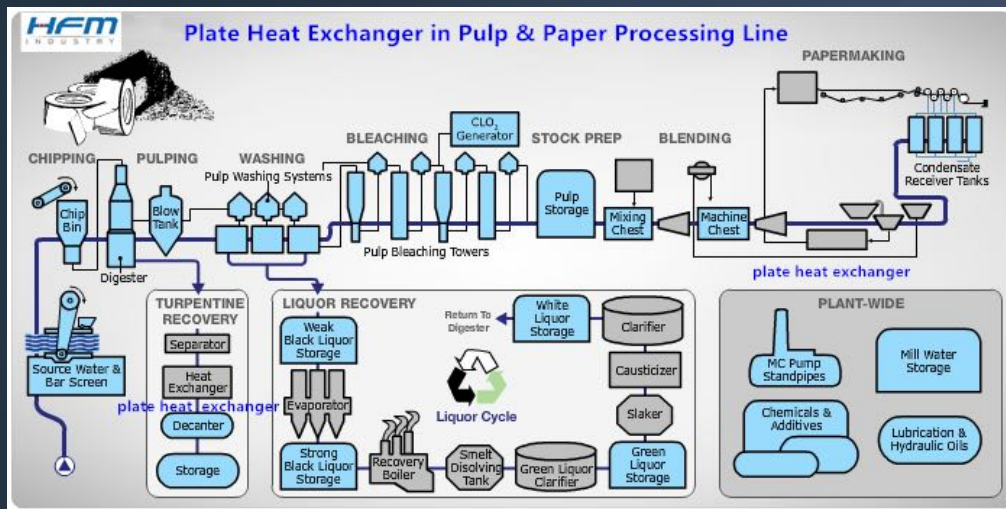 HFM
INDUSTRY
Plate Heat Exchanger in Pulp & Paper Processing Line
PAPERMAKING
CLO2
Generator
BLEACHING
STOCK PREP
BLENDING
CHIPPING
PULPING
WASHING
Pulp Washing Systems
Condensate
Receiver Tanks
Chip
Bin
Blow
Tank
Pulp
Storage
Mixing
Chest
Machine
Chest
Pulp Bleaching Towers
Digester
plate heat exchanger
TURPENTINE
RECOVERY
Separator
Heat
Exchanger
plate heat exchanger
Decanter
Storage
Source Water &
Bar Screen
LIQUOR RECOVERY
Weak
Black Liquor
Storage
Evaporator
Strong
Black Liquor
Storage
Recovery
Boiler
Smelt
Disolving
Tank
Green Liquor
Clarifier
Green
Liquor
Storage
Slaker
Causticizer
Clarifier
White
Liquor
Storage
Return To
Digester
Liquor Cycle
PLANT-WIDE
MC Pump
Standpipes
Mill Water
Storage
Chemicals &
Additives
Lubrication &
Hydraulic Oils